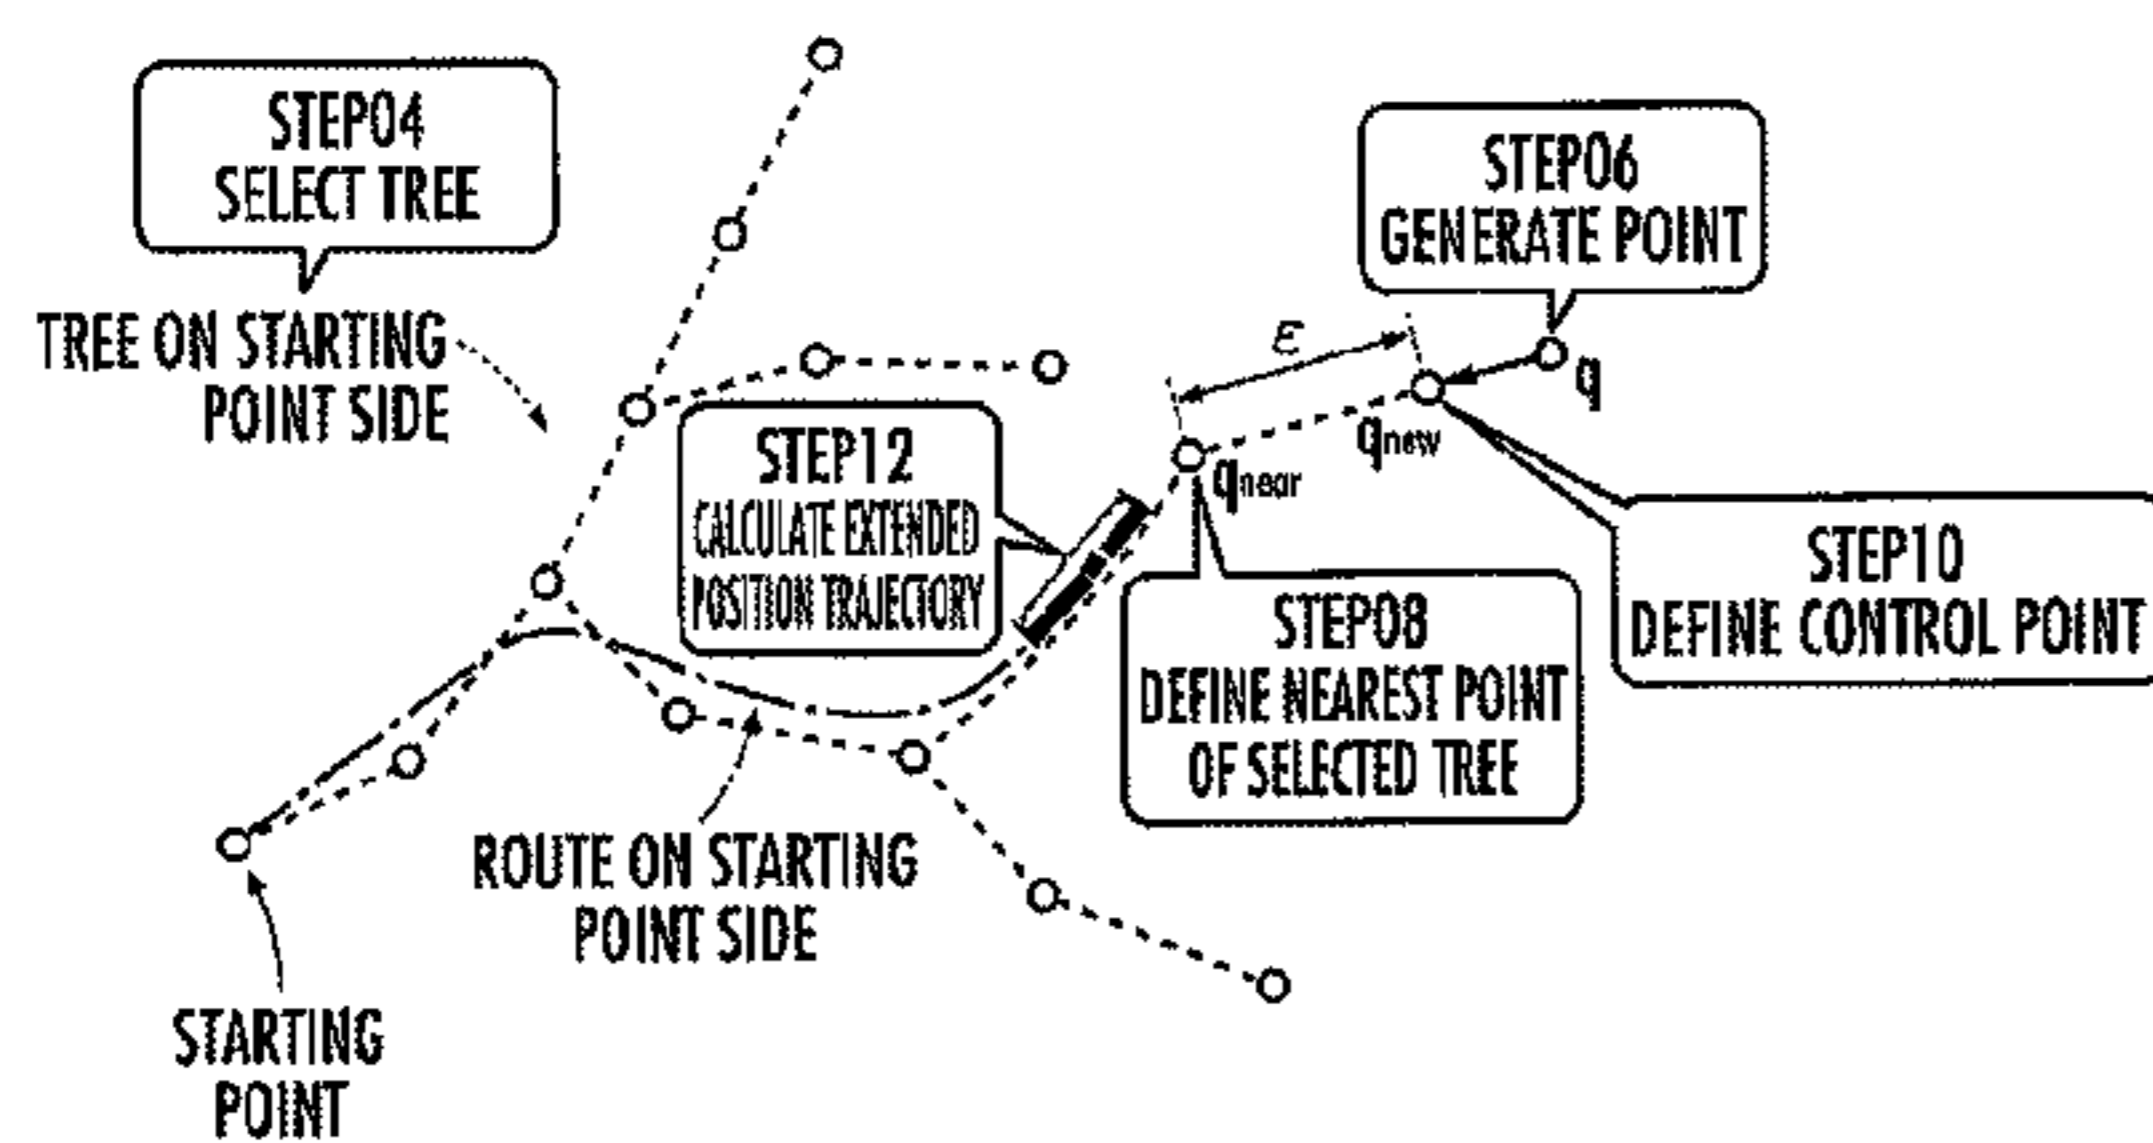 STEP04
SELECT TREE
STEP06
GENERATE POINT
TREE ON STARTING
POINT SIDE
ε
q
qnew
qnear
STEP12
CALCULATE EXTENDED
POSITION TRAJECTORY
STEP10
DEFINE CONTROL POINT
STEP08
DEFINE NEAREST POINT
OF SELECTED TREE
ROUTE ON STARTING
POINT SIDE
STARTING
POINT